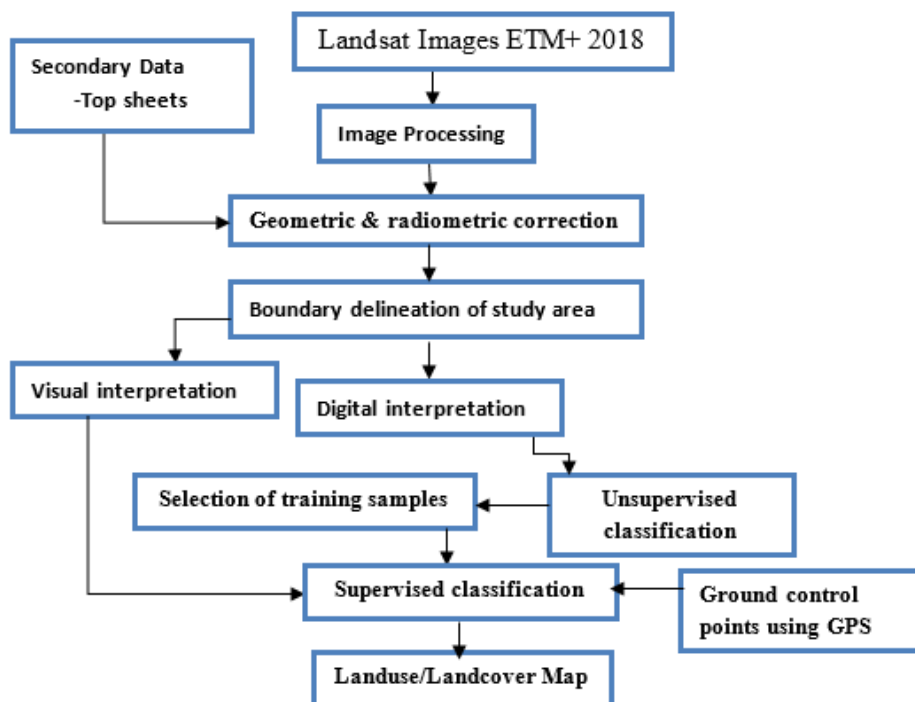 Landsat Images ETM+ 2018
Secondary Data
-Top sheets
Image Processing
Geometric & radiometric correction
Boundary delineation of study area
Visual interpretation
Digital interpretation
Selection of training samples
Unsupervised
classification
Supervised classification
Ground control
points using GPS
Landuse/Landcover Map